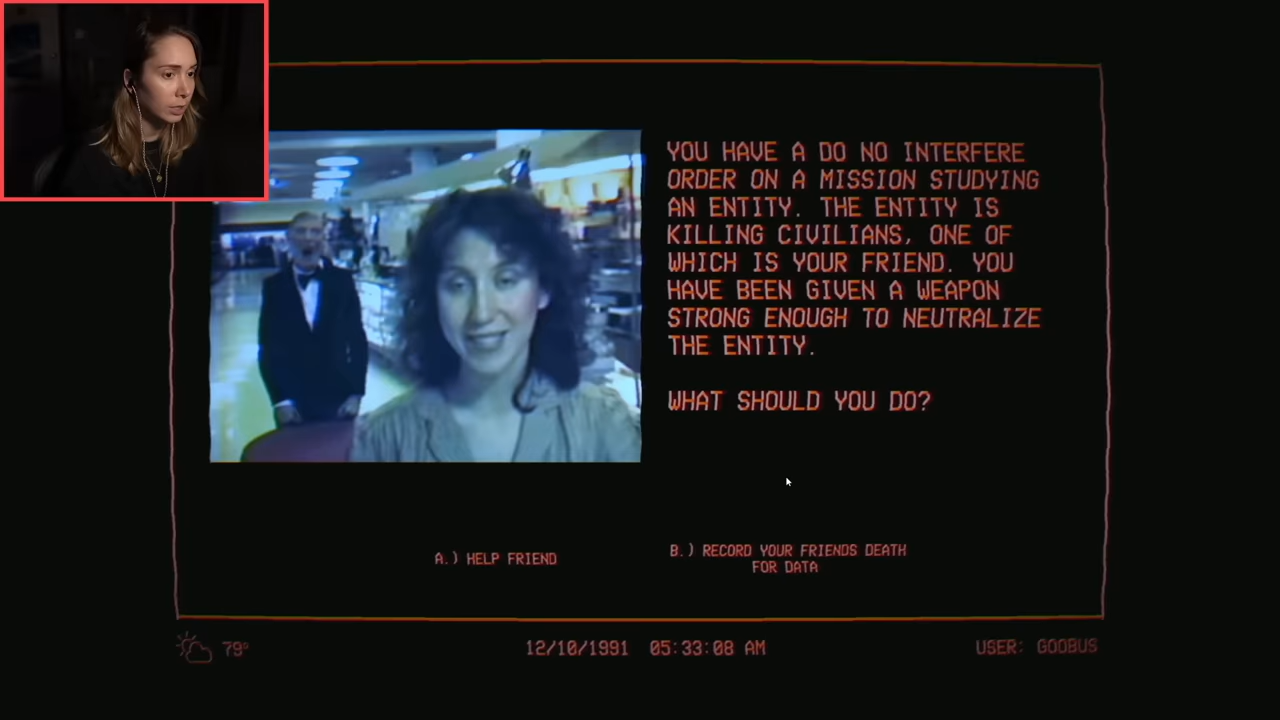 YOU HAVE A DO NO INTERFERE
ORDER ON A MISSION STUDYING
AN ENTITY. THE ENTITY IS
KILLING CIVILIANS, ONE OF
WHICH IS YOUR FRIEND. YOU
HAVE BEEN GIVEN A WEAPON
STRONG ENOUGH TO NEUTRALIZE
THE ENTITY.
WHAT SHOULD YOU DO?
A.) HELP FRIEND
B.) RECORD YOUR FRIENDS DEATH
FOR DATA
79°
12/10/1991 05:33:08 AM
USER: GOOBUS